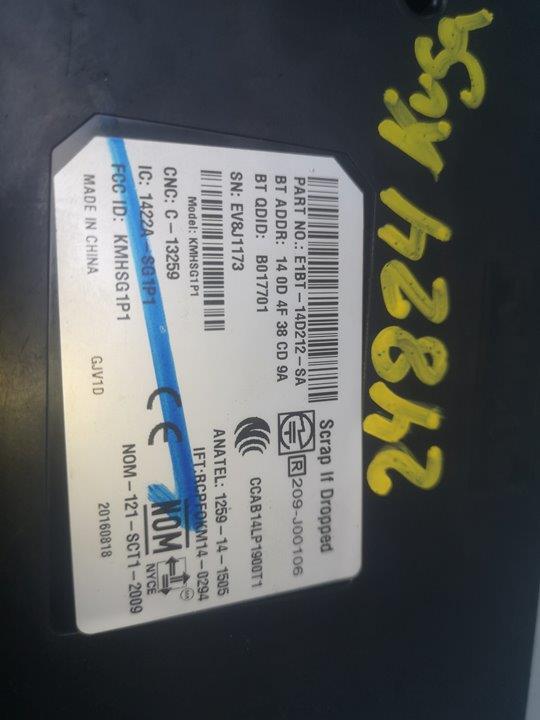 Scrap If Dropped
PART NO.: E1BT-14D212-SA
BT ADDR: 14 0D 4F 38 CD 9A
BT QDID: B017701
SN: EV8J1173
R 209-J00106
CCAB14LP1900T1
Model: KMHSG1P1
CNC: C-13259
IC: 1422A-SG1P1
FCC ID: KMHSG1P1
MADE IN CHINA
GJV1D
CE
ANATEL: 1259-14-1505
IFT:RCPFOKM14-0294
NOM
NYCE
NOM-121-SCT1-2009
20160818
24842